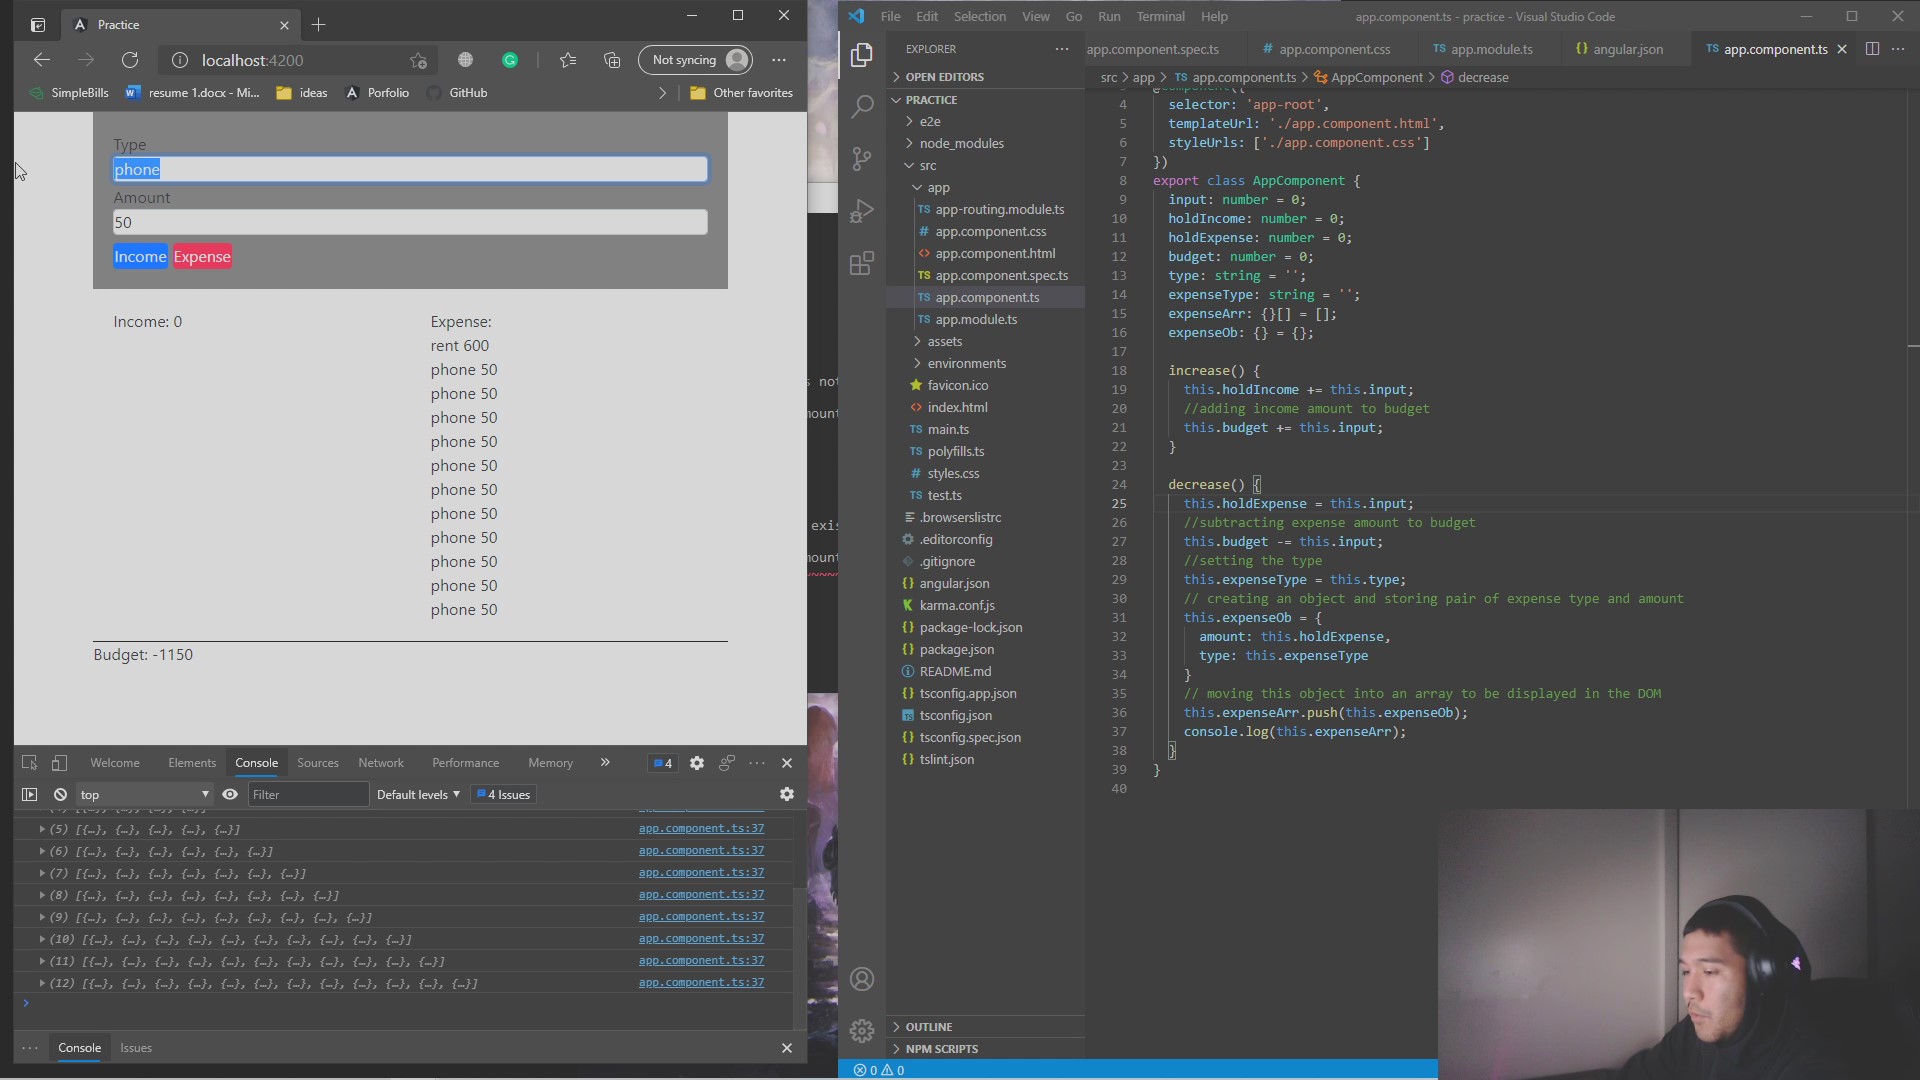 Practice
localhost:4200
Not syncing
SimpleBills
resume 1.docx - Mi...
ideas
Porfolio
GitHub
Other favorites
Type
phone
Amount
50
Income Expense
Income: 0
Expense:
rent 600
phone 50
phone 50
phone 50
phone 50
phone 50
phone 50
phone 50
phone 50
phone 50
phone 50
phone 50
Budget: -1150
Welcome Elements Console Sources Network Performance Memory » 4
top Filter Default levels 4 Issues
(5) [{…}, {…}, {…}, {…}, {…}] app.component.ts:37
(6) [{…}, {…}, {…}, {…}, {…}, {…}] app.component.ts:37
(7) [{…}, {…}, {…}, {…}, {…}, {…}, {…}] app.component.ts:37
(8) [{…}, {…}, {…}, {…}, {…}, {…}, {…}, {…}] app.component.ts:37
(9) [{…}, {…}, {…}, {…}, {…}, {…}, {…}, {…}, {…}] app.component.ts:37
(10) [{…}, {…}, {…}, {…}, {…}, {…}, {…}, {…}, {…}, {…}] app.component.ts:37
(11) [{…}, {…}, {…}, {…}, {…}, {…}, {…}, {…}, {…}, {…}, {…}] app.component.ts:37
(12) [{…}, {…}, {…}, {…}, {…}, {…}, {…}, {…}, {…}, {…}, {…}, {…}] app.component.ts:37
Console Issues
File Edit Selection View Go Run Terminal Help
app.component.ts - practice - Visual Studio Code
EXPLORER
OPEN EDITORS
PRACTICE
e2e
node_modules
src
app
TS app-routing.module.ts
# app.component.css
<> app.component.html
TS app.component.spec.ts
TS app.component.ts
TS app.module.ts
assets
environments
favicon.ico
<> index.html
TS main.ts
TS polyfills.ts
# styles.css
TS test.ts
.browserslistrc
.editorconfig
.gitignore
{} angular.json
karma.conf.js
{} package-lock.json
{} package.json
README.md
{} tsconfig.app.json
tsconfig.json
{} tsconfig.spec.json
{} tslint.json
OUTLINE
NPM SCRIPTS
0 0
app.component.spec.ts # app.component.css TS app.module.ts {} angular.json TS app.component.ts
src > app > TS app.component.ts > AppComponent > decrease
4 selector: 'app-root',
5 templateUrl: './app.component.html',
6 styleUrls: ['./app.component.css']
7 })
8 export class AppComponent {
9 input: number = 0;
10 holdIncome: number = 0;
11 holdExpense: number = 0;
12 budget: number = 0;
13 type: string = '';
14 expenseType: string = '';
15 expenseArr: {}[] = [];
16 expenseOb: {} = {};
17
18 increase() {
19 this.holdIncome += this.input;
20 //adding income amount to budget
21 this.budget += this.input;
22 }
23
24 decrease() {
25 this.holdExpense = this.input;
26 //subtracting expense amount to budget
27 this.budget -= this.input;
28 //setting the type
29 this.expenseType = this.type;
30 // creating an object and storing pair of expense type and amount
31 this.expenseOb = {
32 amount: this.holdExpense,
33 type: this.expenseType
34 }
35 // moving this object into an array to be displayed in the DOM
36 this.expenseArr.push(this.expenseOb);
37 console.log(this.expenseArr);
38 }
39 }
40